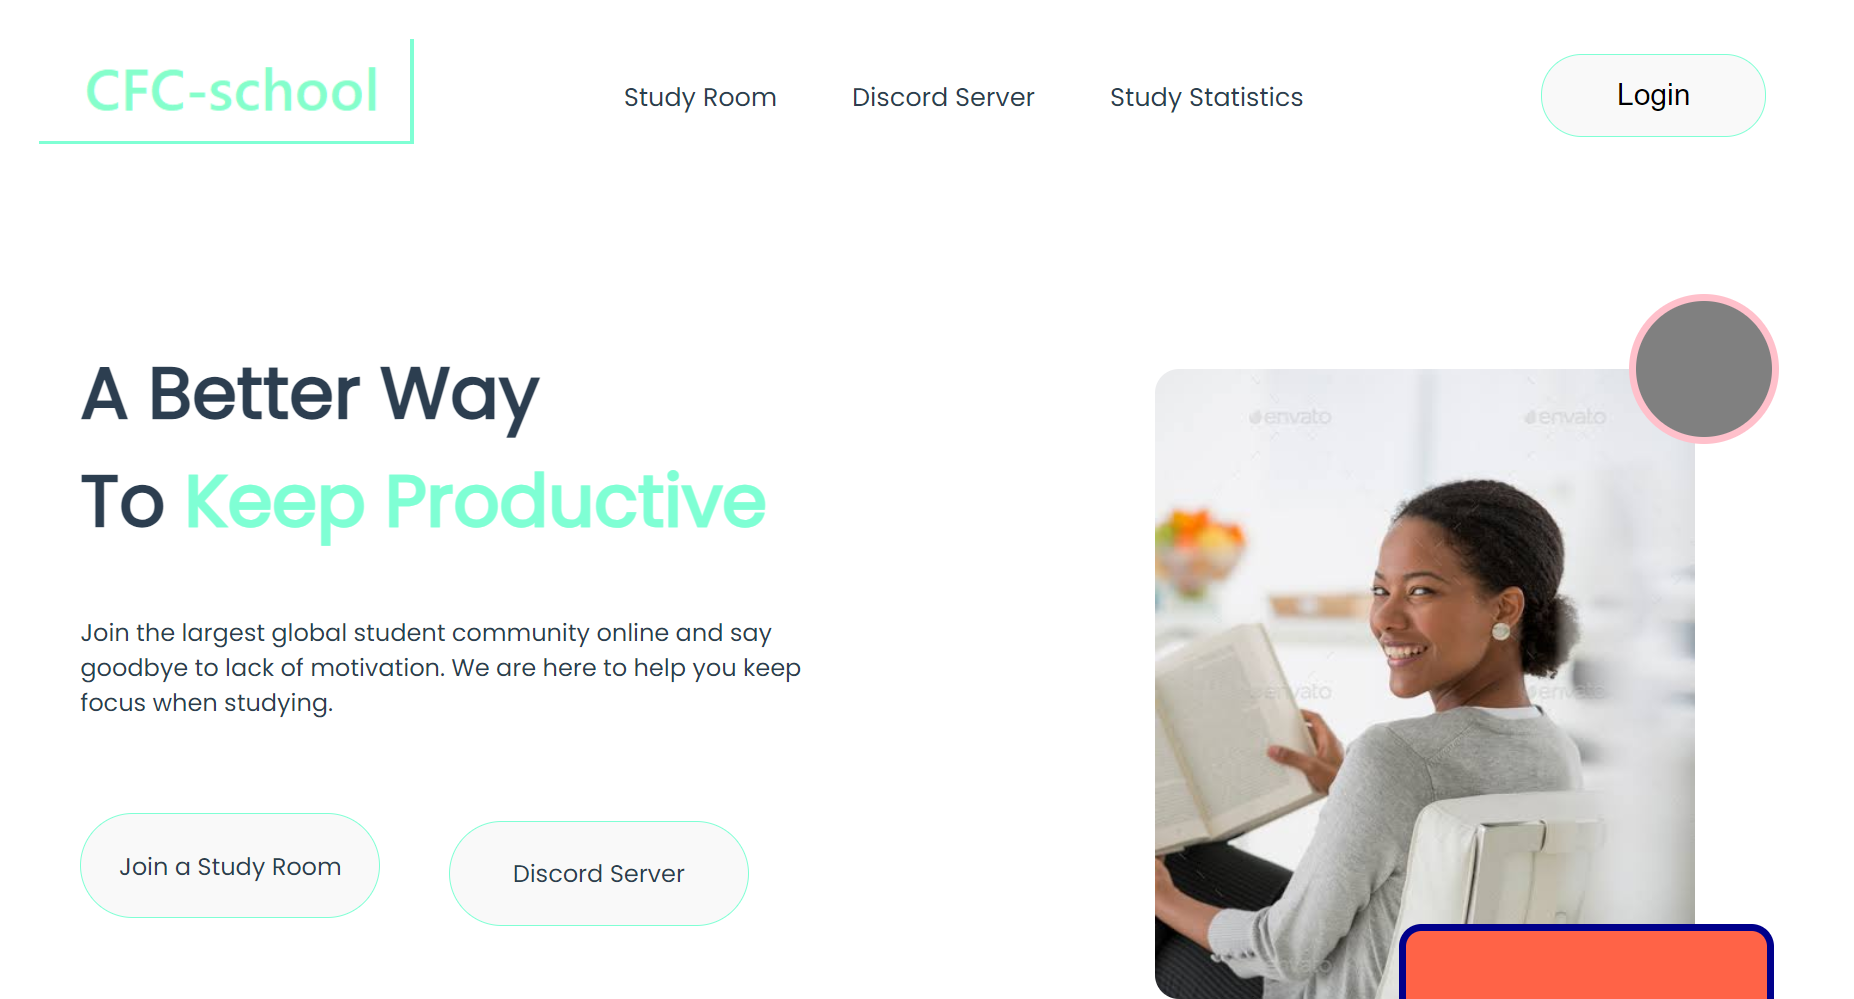 CFC-school
Study Room
Discord Server
Study Statistics
Login
A Better Way
To Keep Productive
Join the largest global student community online and say
goodbye to lack of motivation. We are here to help you keep
focus when studying.
Join a Study Room
Discord Server
envato
envato
envato
envato
envato